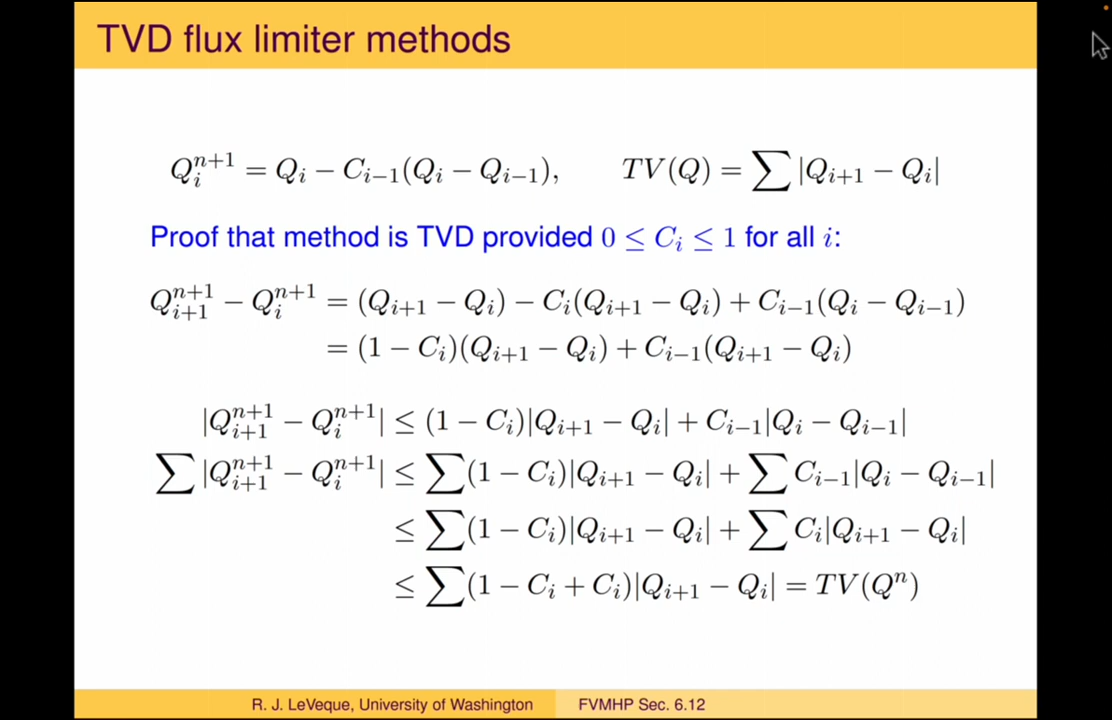 TVD flux limiter methods
Q_i^{n+1} = Q_i − C_{i−1}(Q_i − Q_{i−1}), TV(Q) = ∑ |Q_{i+1} − Q_i|
Proof that method is TVD provided 0 ≤ C_i ≤ 1 for all i:
Q_{i+1}^{n+1} − Q_i^{n+1} = (Q_{i+1} − Q_i) − C_i(Q_{i+1} − Q_i) + C_{i−1}(Q_i − Q_{i−1})
= (1 − C_i)(Q_{i+1} − Q_i) + C_{i−1}(Q_{i+1} − Q_i)
|Q_{i+1}^{n+1} − Q_i^{n+1}| ≤ (1 − C_i)|Q_{i+1} − Q_i| + C_{i−1}|Q_i − Q_{i−1}|
∑ |Q_{i+1}^{n+1} − Q_i^{n+1}| ≤ ∑(1 − C_i)|Q_{i+1} − Q_i| + ∑ C_{i−1}|Q_i − Q_{i−1}|
≤ ∑(1 − C_i)|Q_{i+1} − Q_i| + ∑ C_i|Q_{i+1} − Q_i|
≤ ∑(1 − C_i + C_i)|Q_{i+1} − Q_i| = TV(Q^n)
R. J. LeVeque, University of Washington FVMHP Sec. 6.12